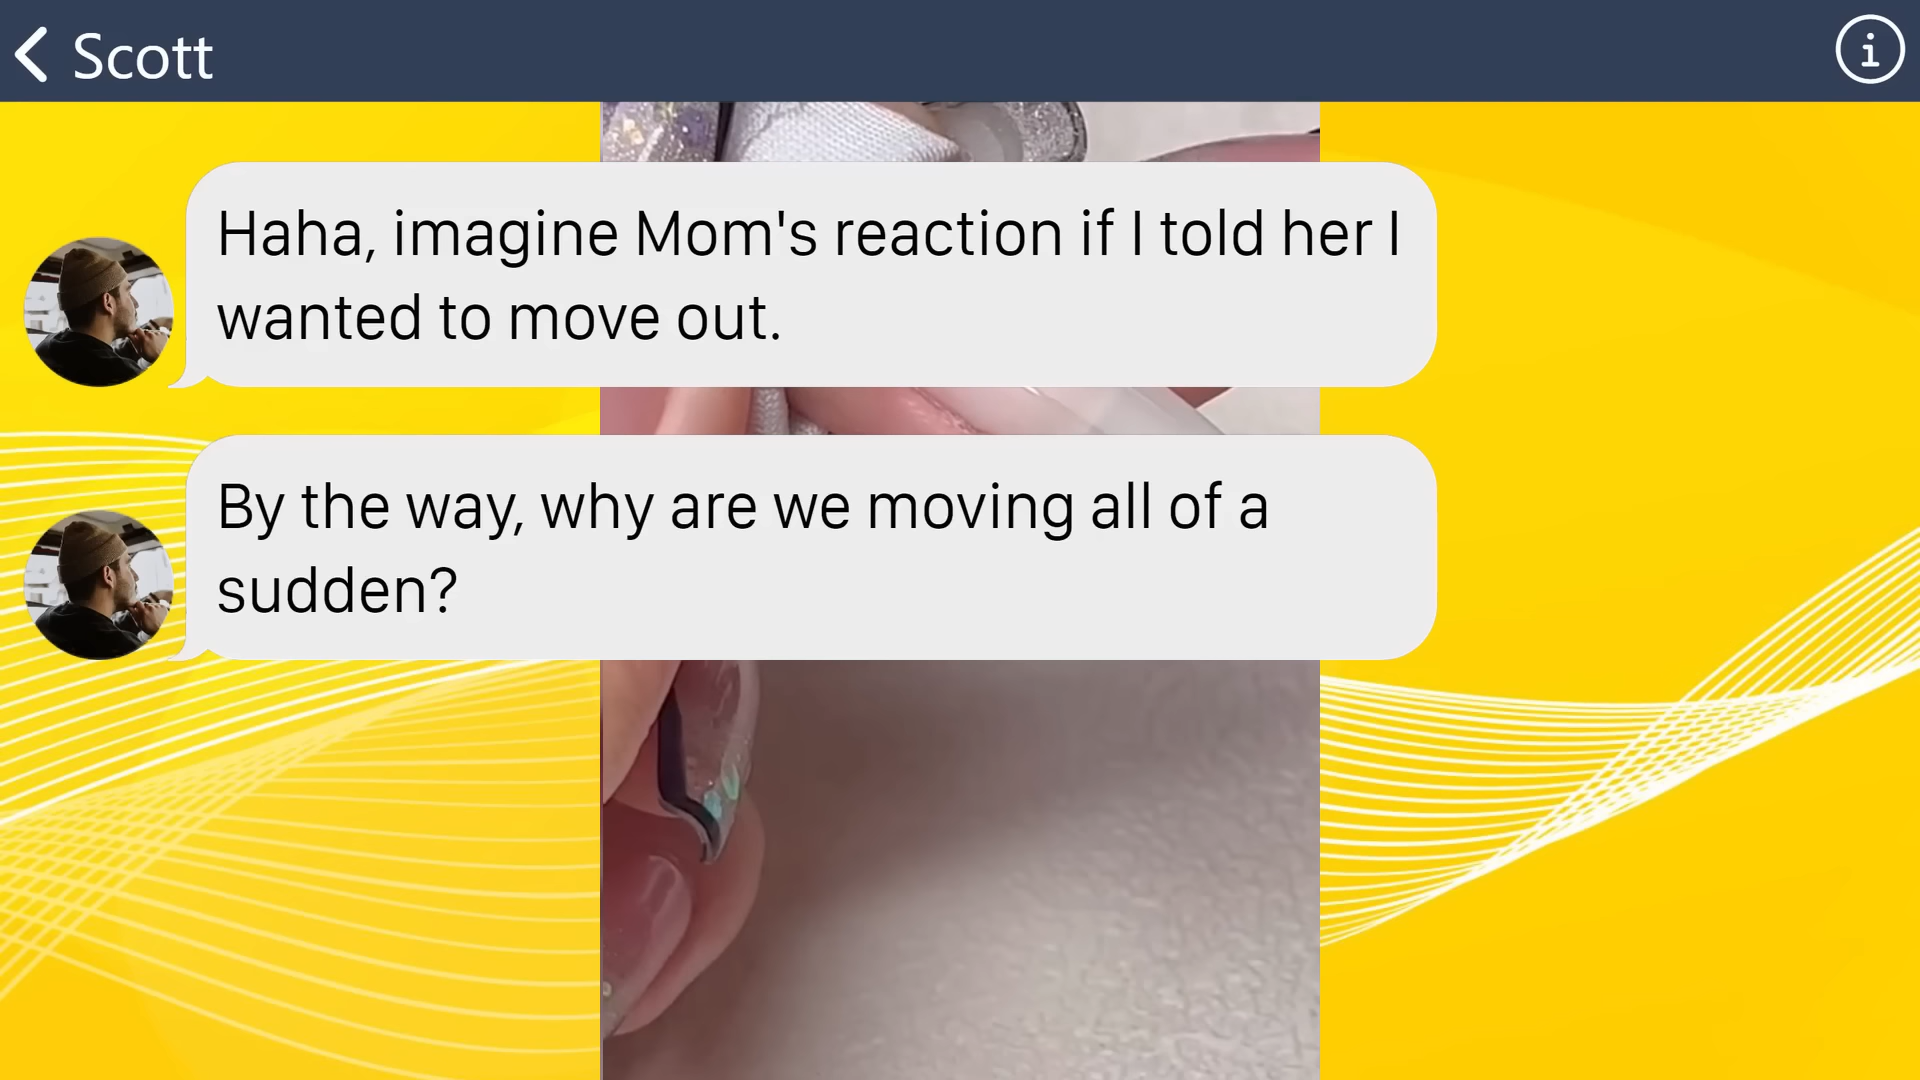 Scott
Haha, imagine Mom's reaction if I told her I
wanted to move out.
By the way, why are we moving all of a
sudden?